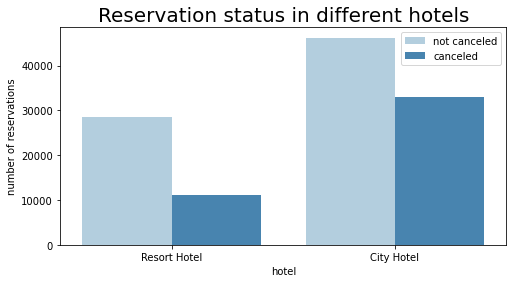 Reservation status in different hotels
not canceled
canceled
number of reservations
40000
30000
20000
10000
0
Resort Hotel
City Hotel
hotel